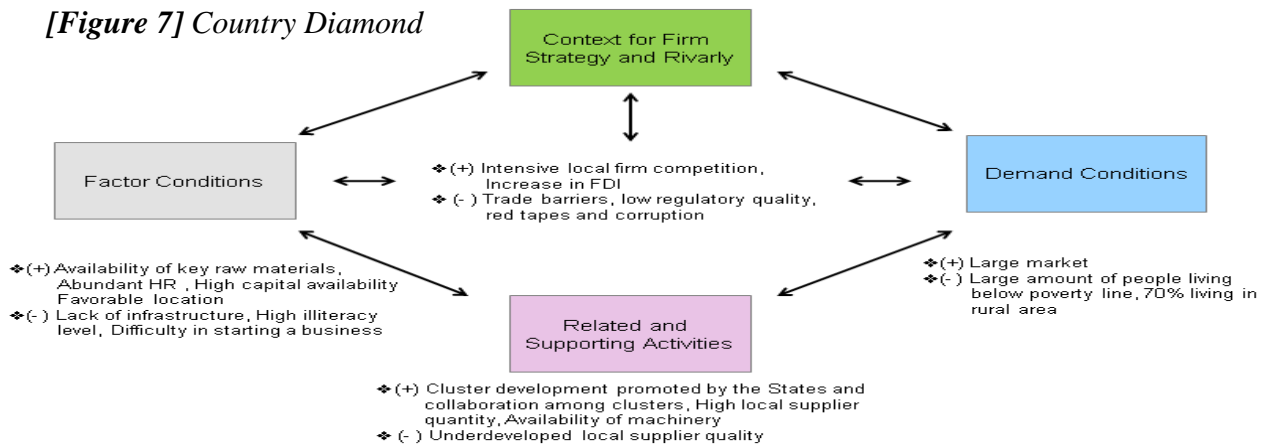 [Figure 7] Country Diamond
Context for Firm
Strategy and Rivarly
Factor Conditions
❖(+) Intensive local firm competition,
Increase in FDI
❖(-) Trade barriers, low regulatory quality,
red tapes and corruption
Demand Conditions
❖(+) Availability of key raw materials,
Abundant HR , High capital availability
Favorable location
❖(-) Lack of infrastructure, High illiteracy
level, Difficulty in starting a business
❖(+) Large market
❖(-) Large amount of people living
below poverty line, 70% living in
rural area
Related and
Supporting Activities
❖(+) Cluster development promoted by the States and
collaboration among clusters, High local supplier
quantity, Availability of machinery
❖(-) Underdeveloped local supplier quality